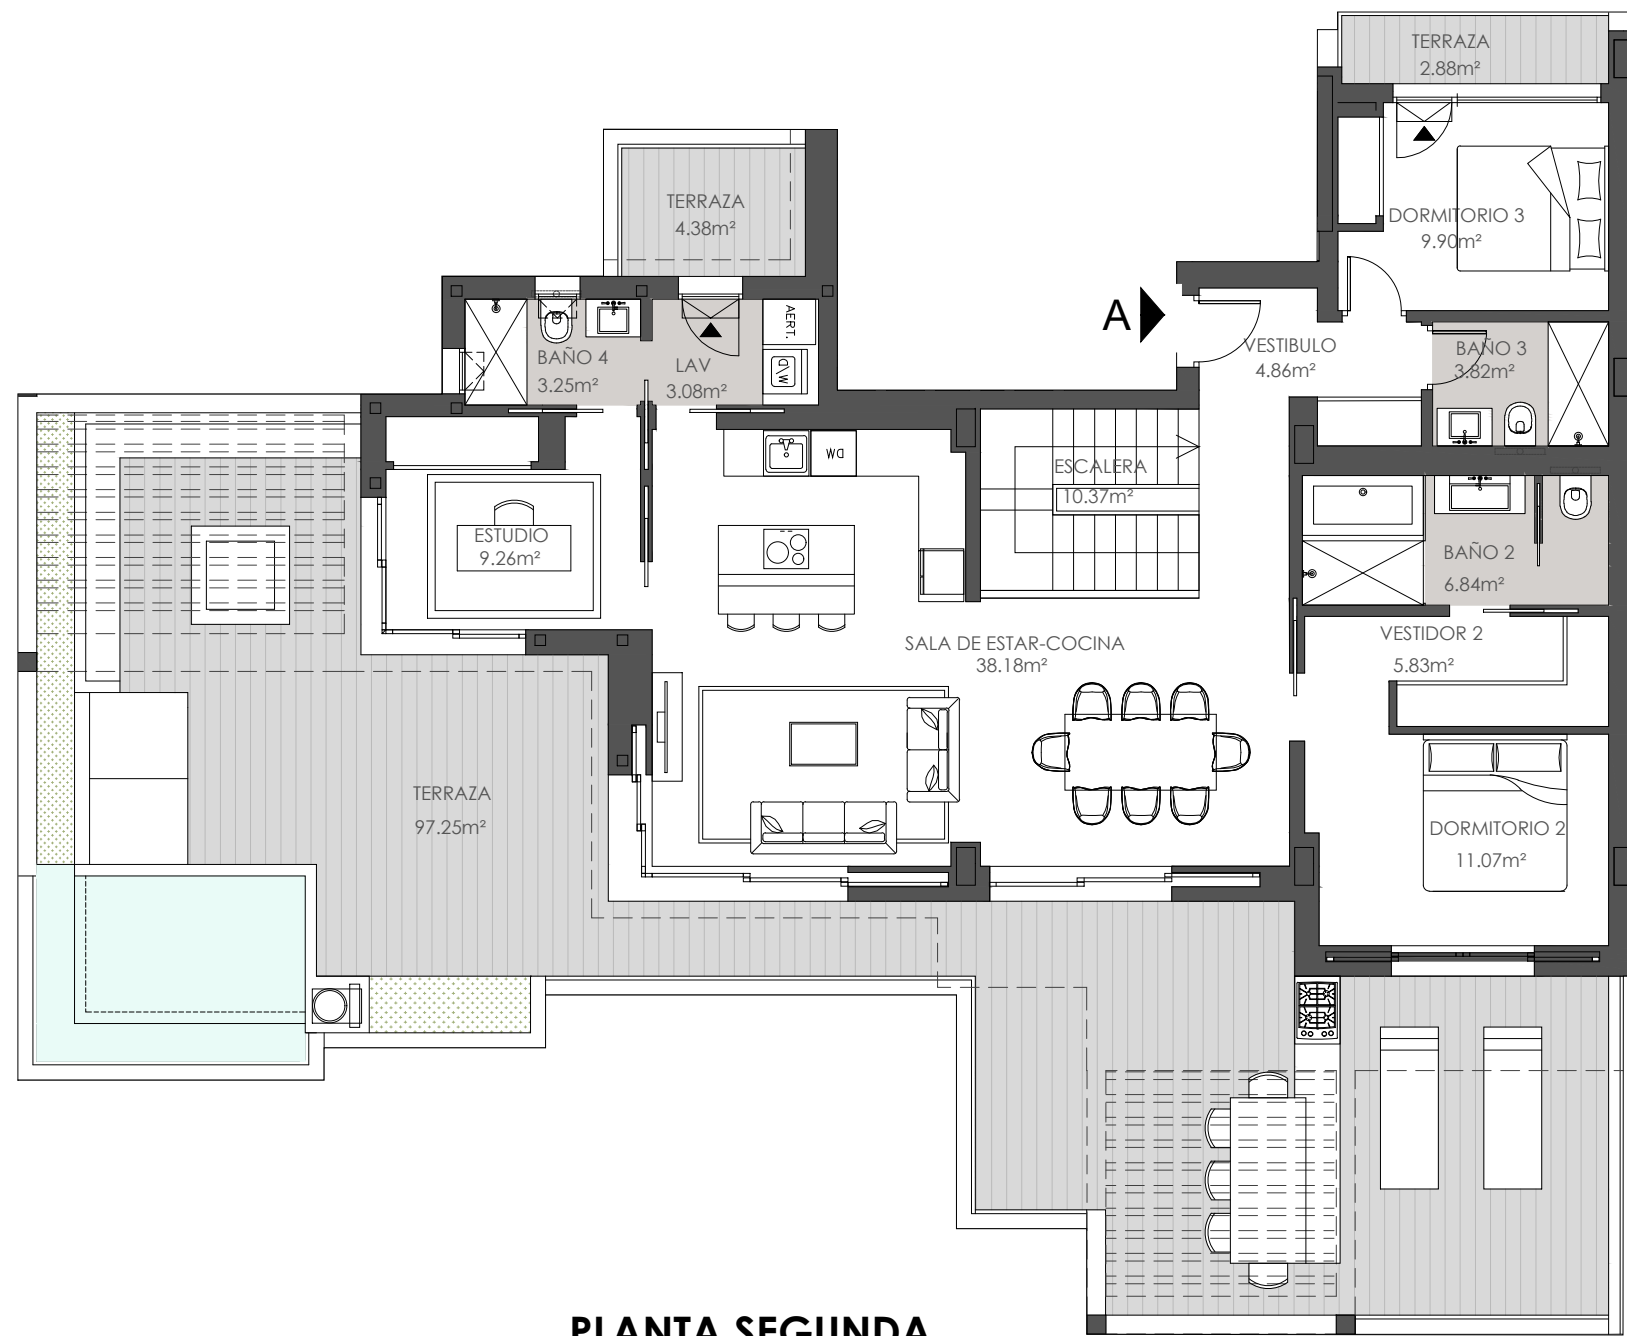 TERRAZA
2.88m²
DORMITORIO 3
9.90m²
TERRAZA
4.38m²
A
VESTIBULO
4.86m²
BAÑO 3
3.82m²
BAÑO 4
3.25m²
LAV
3.08m²
AERT.
W\D
DW
ESCALERA
10.37m²
ESTUDIO
9.26m²
BAÑO 2
6.84m²
SALA DE ESTAR-COCINA
38.18m²
VESTIDOR 2
5.83m²
TERRAZA
97.25m²
DORMITORIO 2
11.07m²
PLANTA SEGUNDA